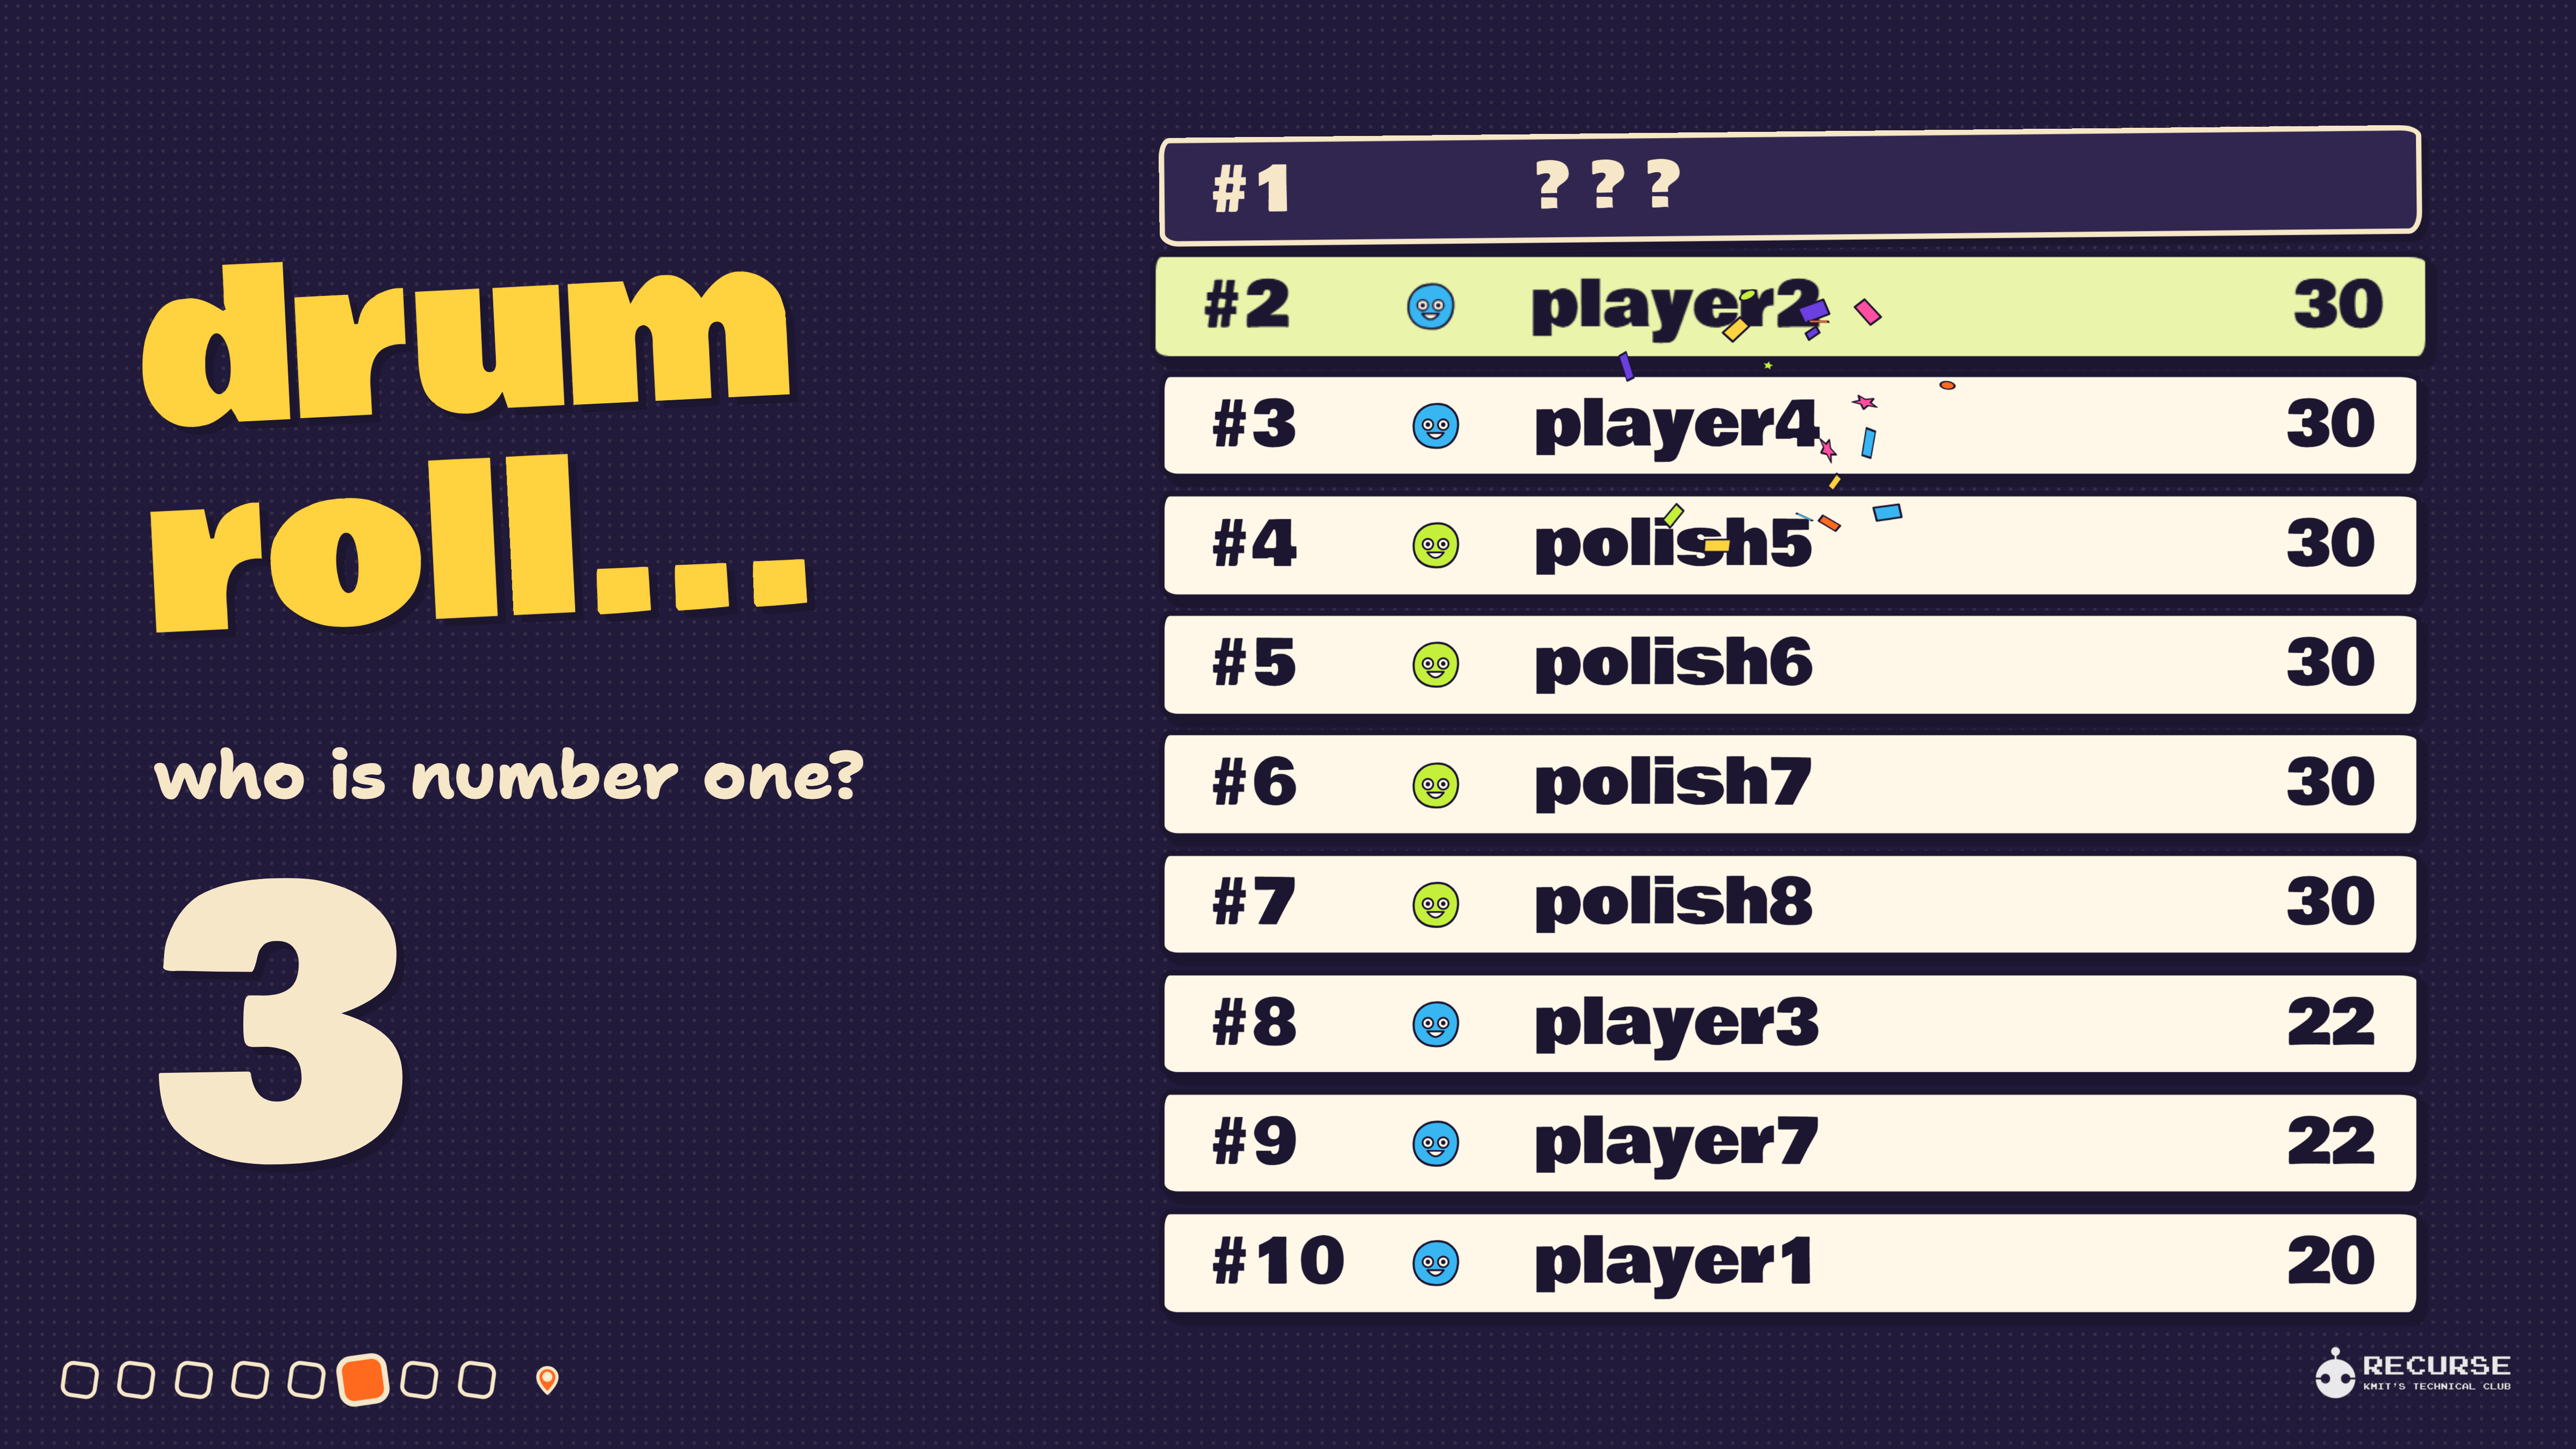 drum
roll...
who is number one?
3
#1 ???
#2 player2 30
#3 player4 30
#4 polish5 30
#5 polish6 30
#6 polish7 30
#7 polish8 30
#8 player3 22
#9 player7 22
#10 player1 20
RECURSE
KMIT'S TECHNICAL CLUB